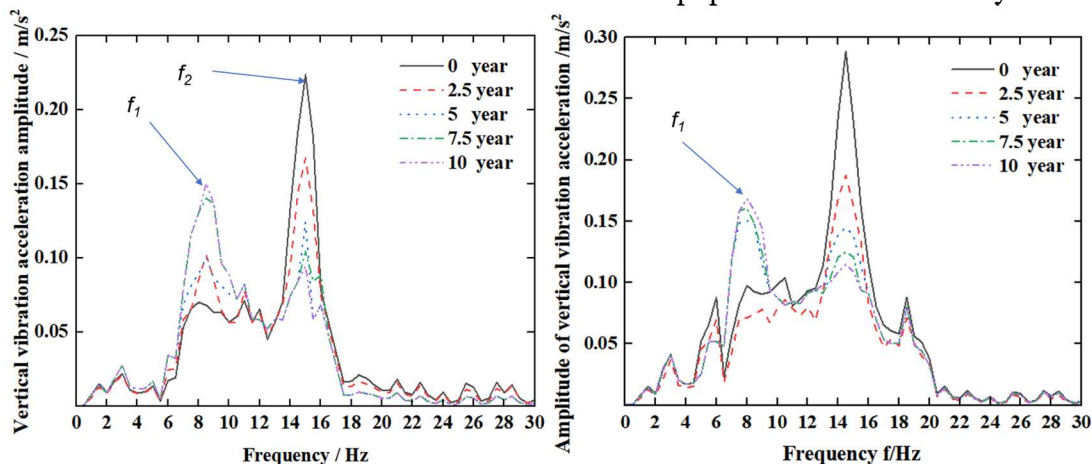 Vertical vibration acceleration amplitude / m/s²
0.25
0.20
0.15
0.10
0.05
0 2 4 6 8 10 12 14 16 18 20 22 24 26 28 30
Frequency / Hz
f₁
f₂
0 year
2.5 year
5 year
7.5 year
10 year
Amplitude of vertical vibration acceleration /m/s²
0.30
0.25
0.20
0.15
0.10
0.05
0 2 4 6 8 10 12 14 16 18 20 22 24 26 28 30
Frequency f/Hz
f₁
0 year
2.5 year
5 year
7.5 year
10 year